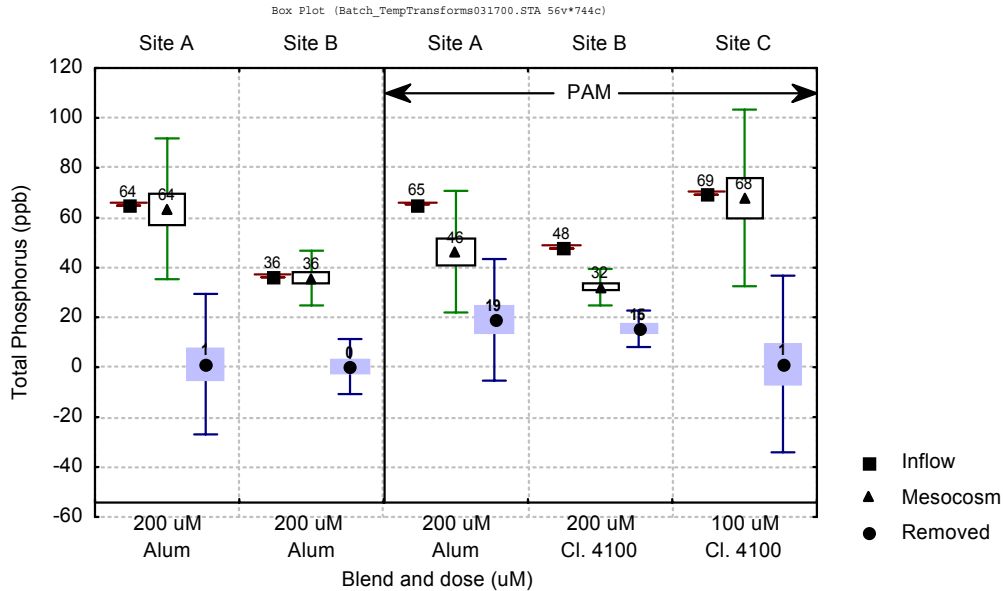 Box Plot (Batch_TempTransforms031700.STA 56v*744c)
Site A Site B Site A Site B Site C
PAM
Total Phosphorus (ppb)
120
100
80
60
40
20
0
-20
-40
-60
64 64 1
36 36 0
65 46 19
48 32 16
69 68 1
200 uM 200 uM 200 uM 200 uM 100 uM
Alum Alum Alum Cl. 4100 Cl. 4100
Blend and dose (uM)
Inflow
Mesocosm
Removed